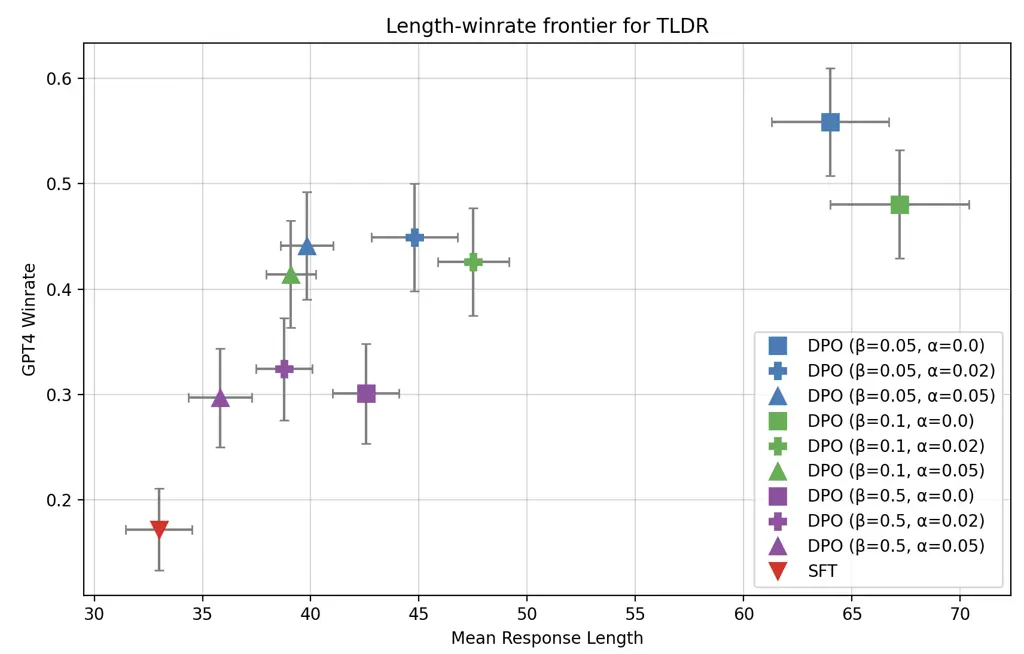 Length-winrate frontier for TLDR
GPT4 Winrate
0.6
0.5
0.4
0.3
0.2
DPO (β=0.05, α=0.0)
DPO (β=0.05, α=0.02)
DPO (β=0.05, α=0.05)
DPO (β=0.1, α=0.0)
DPO (β=0.1, α=0.02)
DPO (β=0.1, α=0.05)
DPO (β=0.5, α=0.0)
DPO (β=0.5, α=0.02)
DPO (β=0.5, α=0.05)
SFT
30 35 40 45 50 55 60 65 70
Mean Response Length